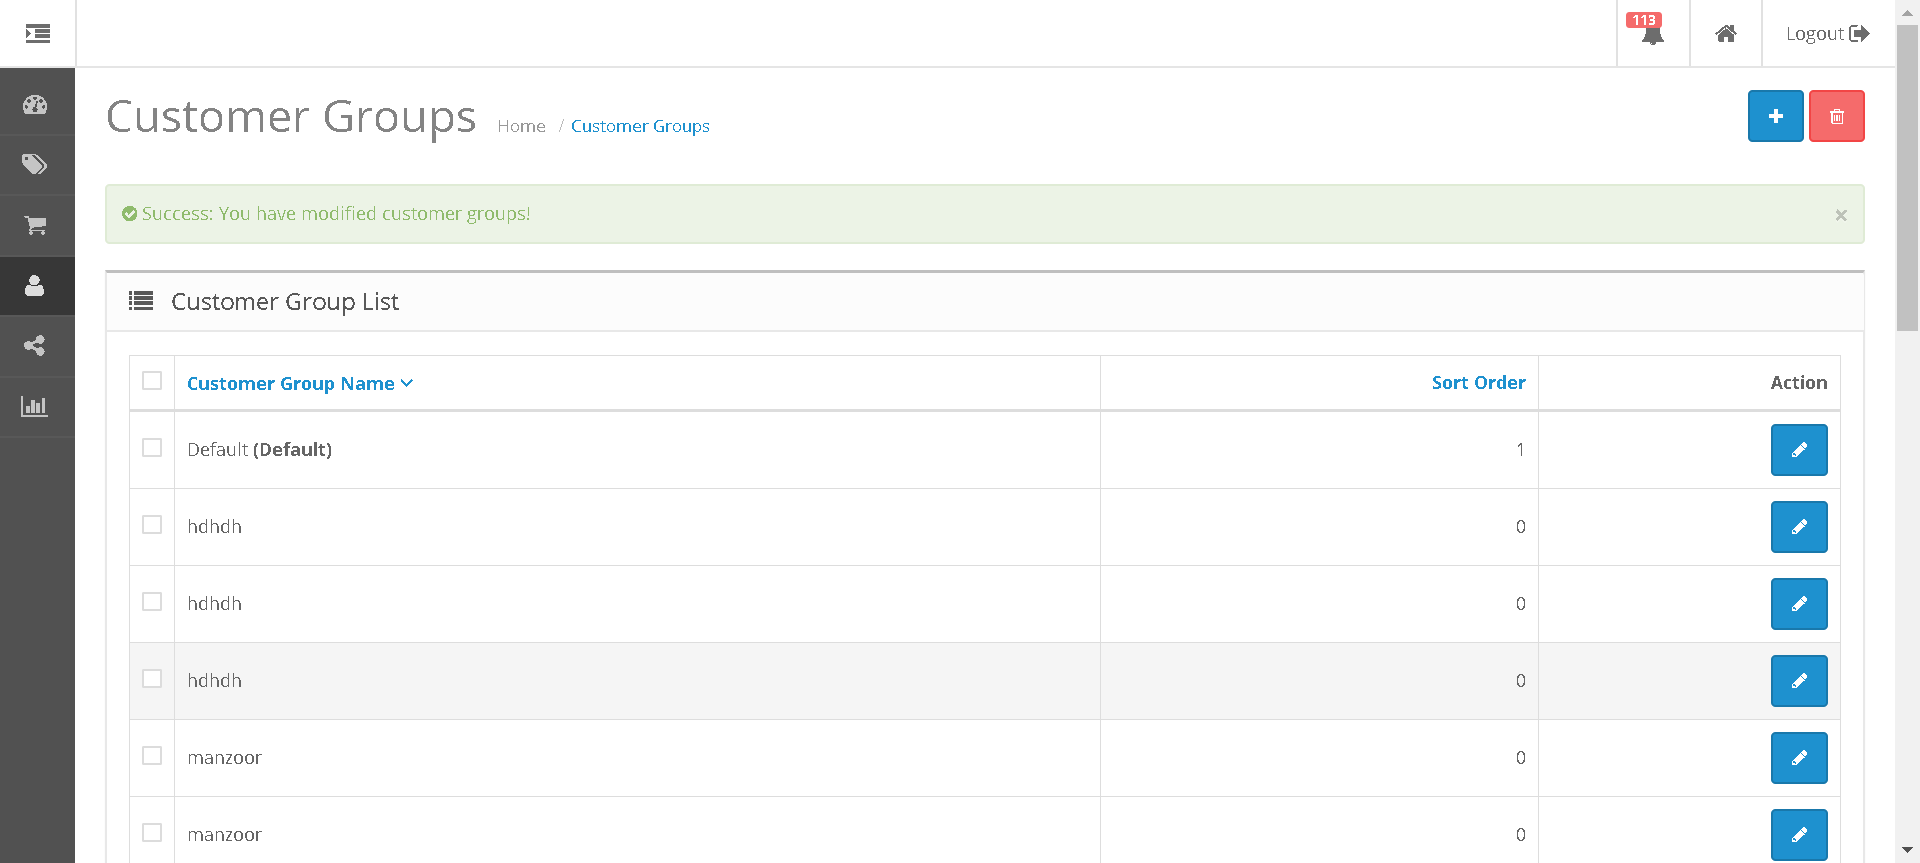 113
Logout
Customer Groups
Home / Customer Groups
Success: You have modified customer groups!
×
Customer Group List
Customer Group Name Sort Order Action
Default (Default) 1
hdhdh 0
hdhdh 0
hdhdh 0
manzoor 0
manzoor 0